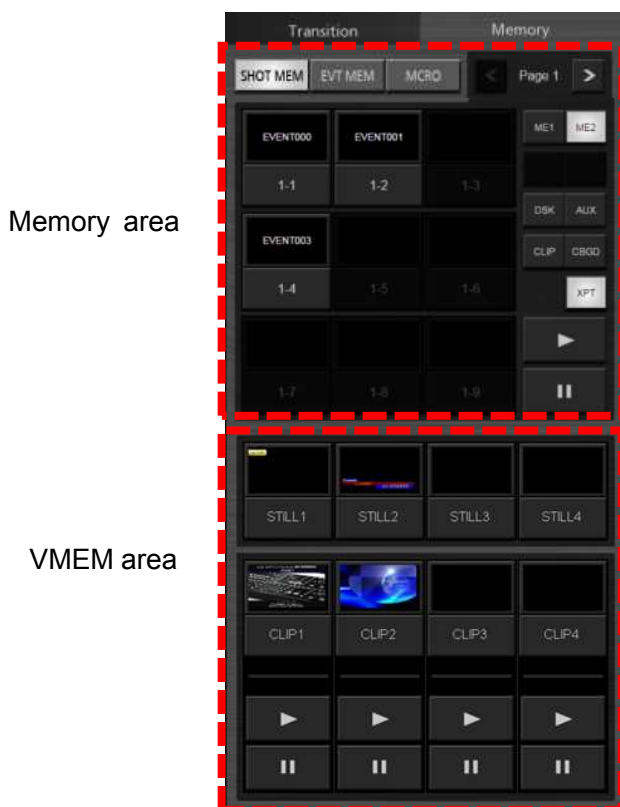 Transition Memory
SHOT MEM EVT MEM MCRO < Page 1 >
EVENT000 EVENT001 ME1 ME2
1-1 1-2 1-3
DSK AUX
Memory area
EVENT003 CLIP CBGD
1-4 1-5 1-6 XPT
1-7 1-8 1-9
STILL1 STILL2 STILL3 STILL4
VMEM area
CLIP1 CLIP2 CLIP3 CLIP4